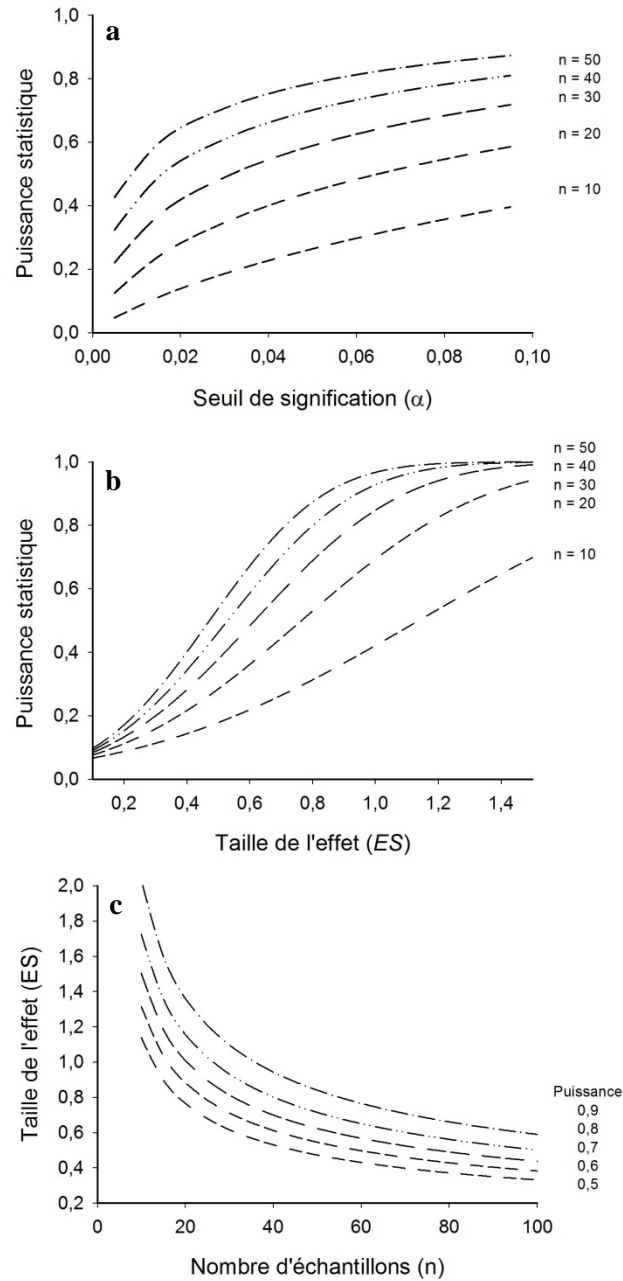 a
1,0
0,8
0,6
0,4
0,2
0,0
Puissance statistique
n = 50
n = 40
n = 30
n = 20
n = 10
0,00 0,02 0,04 0,06 0,08 0,10
Seuil de signification (α)
b
1,0
0,8
0,6
0,4
0,2
0,0
Puissance statistique
n = 50
n = 40
n = 30
n = 20
n = 10
0,2 0,4 0,6 0,8 1,0 1,2 1,4
Taille de l'effet (ES)
c
2,0
1,8
1,6
1,4
1,2
1,0
0,8
0,6
0,4
0,2
Taille de l'effet (ES)
Puissance
0,9
0,8
0,7
0,6
0,5
0 20 40 60 80 100
Nombre d'échantillons (n)